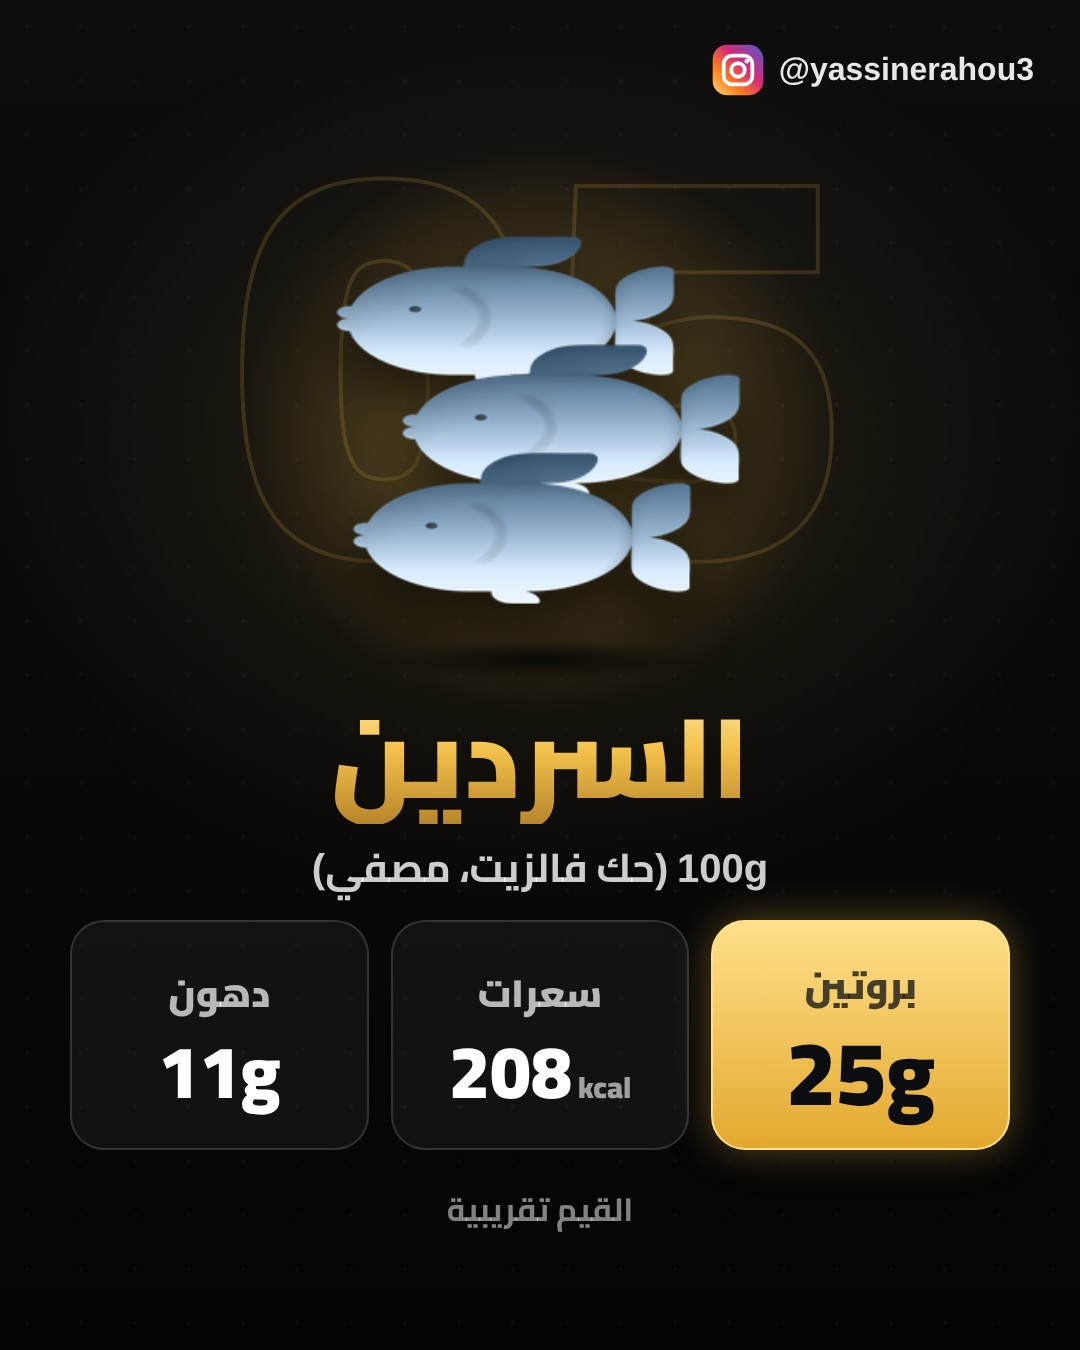 @yassinerahou3
05
السردين
100g (حك فالزيت، مصفي)
بروتين
25g
سعرات
208 kcal
دهون
11g
القيم تقريبية